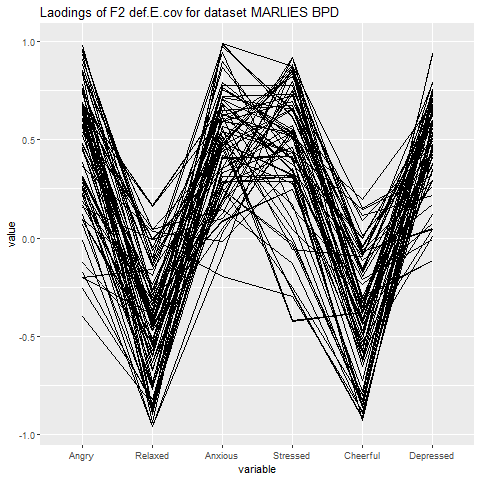 Laodings of F2 def.E.cov for dataset MARLIES BPD
1.0
0.5
0.0
-0.5
-1.0
value
Angry Relaxed Anxious Stressed Cheerful Depressed
variable